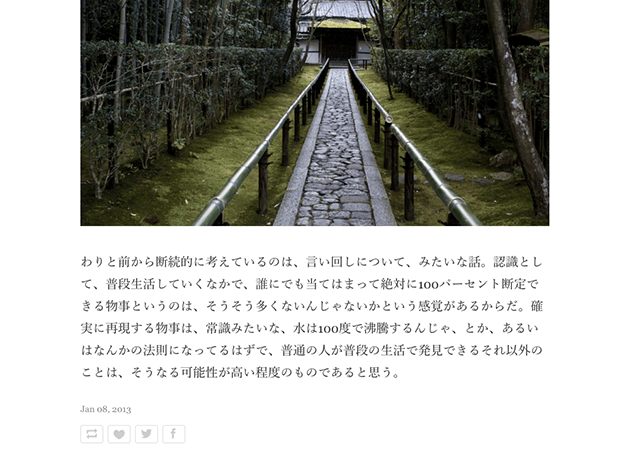 わりと前から断続的に考えているのは、言い回しについて、みたいな話。認識とし
て、普段生活していくなかで、誰にでも当てはまって絶対に100パーセント断定で
きる物事というのは、そうそう多くないんじゃないかという感覚があるからだ。確
実に再現する物事は、常識みたいな、水は100度で沸騰するんじゃ、とか、あるい
はなんかの法則になってるはずで、普通の人が普段の生活で発見できるそれ以外の
ことは、そうなる可能性が高い程度のものであると思う。
Jan 08, 2013